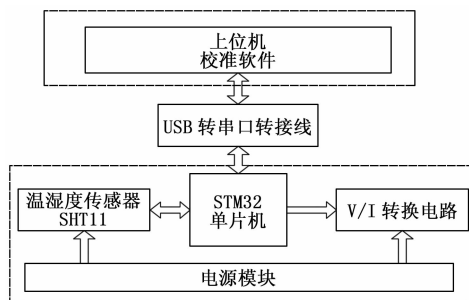 上位机
校准软件
USB 转串口转接线
温湿度传感器
SHT11
STM32
单片机
V/I 转换电路
电源模块